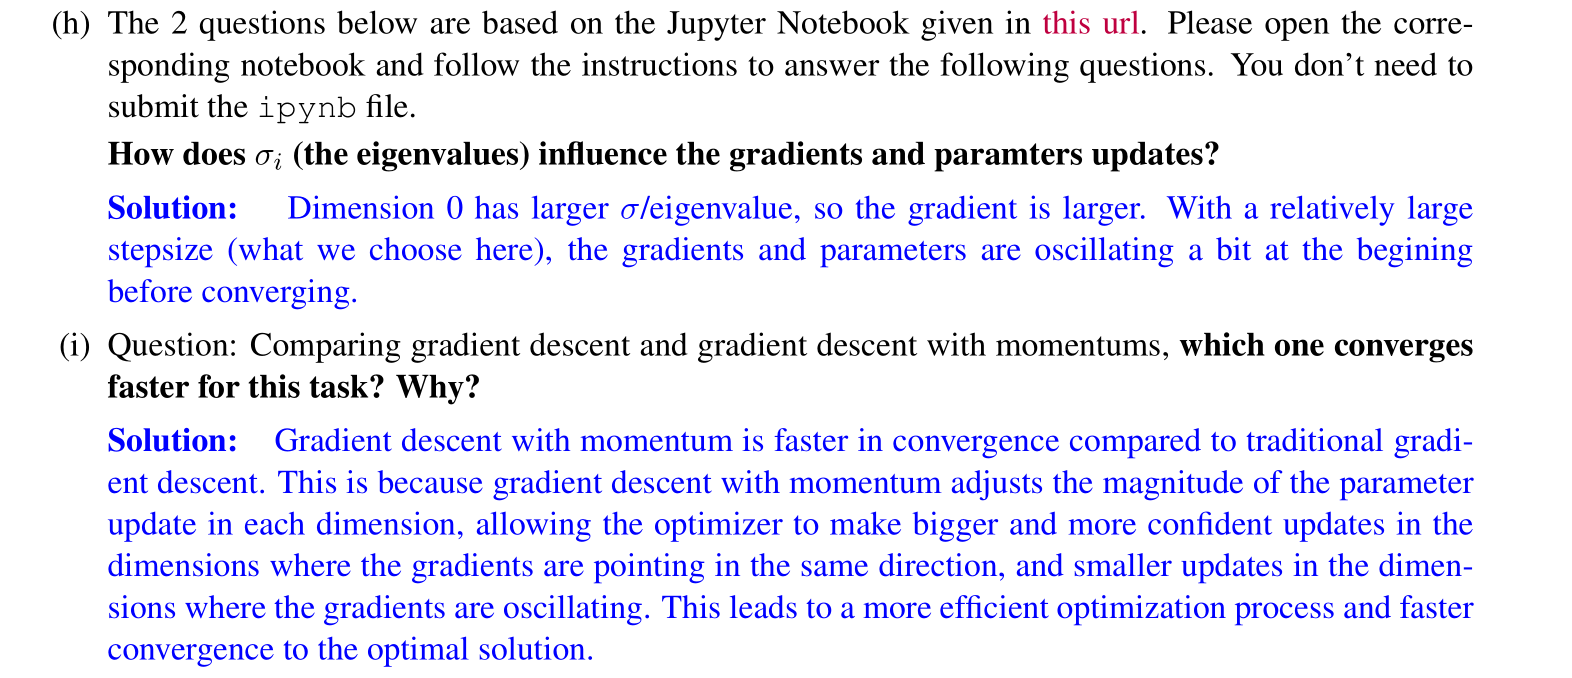 (h) The 2 questions below are based on the Jupyter Notebook given in this url. Please open the corre-
sponding notebook and follow the instructions to answer the following questions. You don't need to
submit the ipynb file.
How does σi (the eigenvalues) influence the gradients and paramters updates?
Solution: Dimension 0 has larger σ/eigenvalue, so the gradient is larger. With a relatively large
stepsize (what we choose here), the gradients and parameters are oscillating a bit at the begining
before converging.
(i) Question: Comparing gradient descent and gradient descent with momentums, which one converges
faster for this task? Why?
Solution: Gradient descent with momentum is faster in convergence compared to traditional gradi-
ent descent. This is because gradient descent with momentum adjusts the magnitude of the parameter
update in each dimension, allowing the optimizer to make bigger and more confident updates in the
dimensions where the gradients are pointing in the same direction, and smaller updates in the dimen-
sions where the gradients are oscillating. This leads to a more efficient optimization process and faster
convergence to the optimal solution.